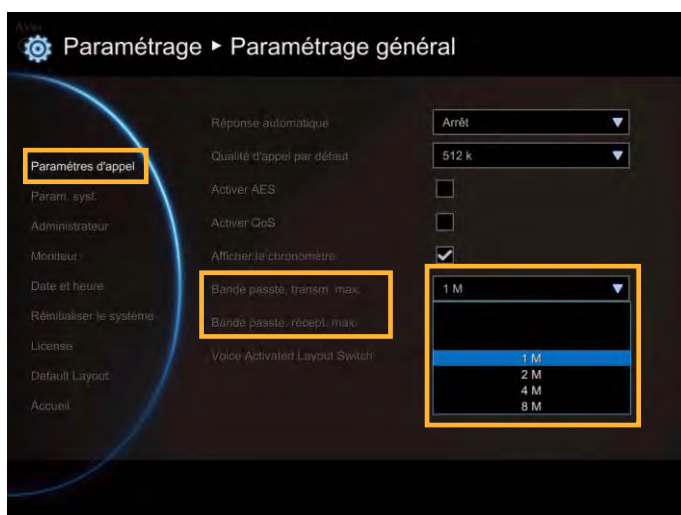 AVer
Paramétrage ► Paramétrage général
Réponse automatique
Arrêt
Qualité d'appel par défaut
512 k
Paramétres d'appel
Activer AES
Param. syst.
Activer QoS
Administrateur
Moniteur
Afficher le chronomètre
Date et heure
Bande passte. transm. max.
1 M
Réinitialiser le système
Bande passte. récept. max.
License
Voice Activated Layout Switch
1 M
Default Layout
2 M
4 M
Accueil
8 M